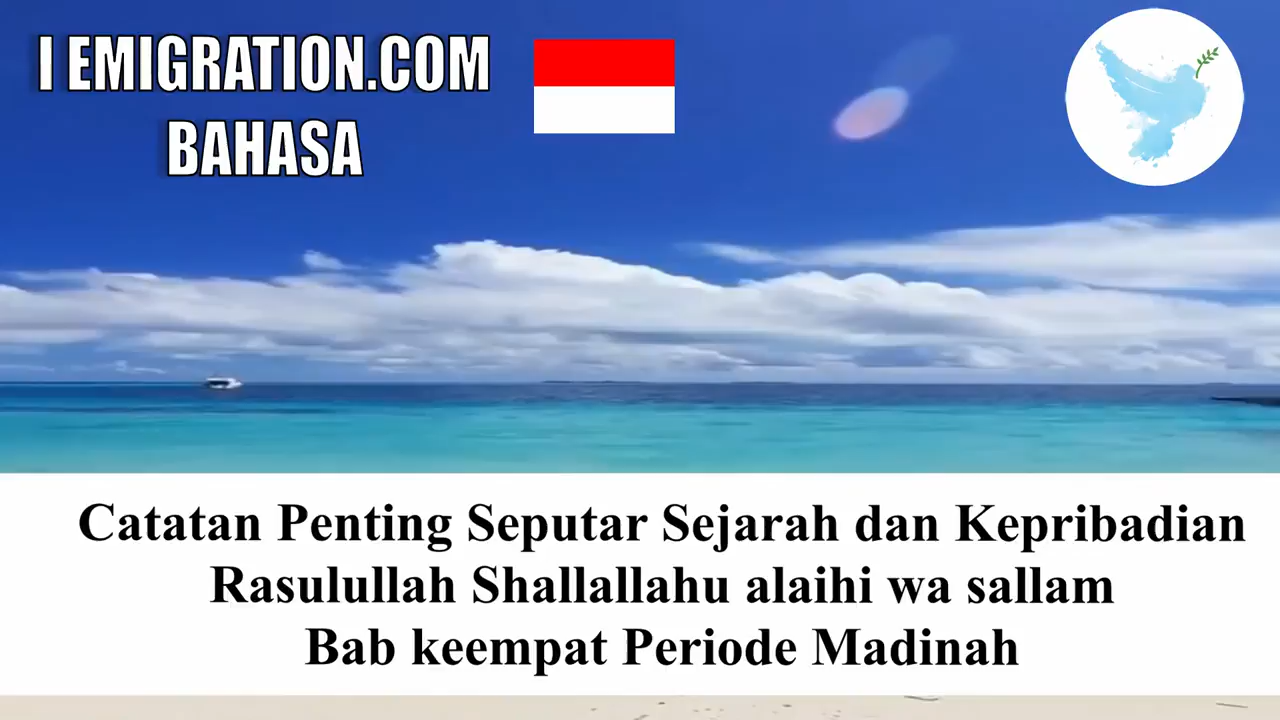 I EMIGRATION.COM
BAHASA
Catatan Penting Seputar Sejarah dan Kepribadian
Rasulullah Shallallahu alaihi wa sallam
Bab keempat Periode Madinah